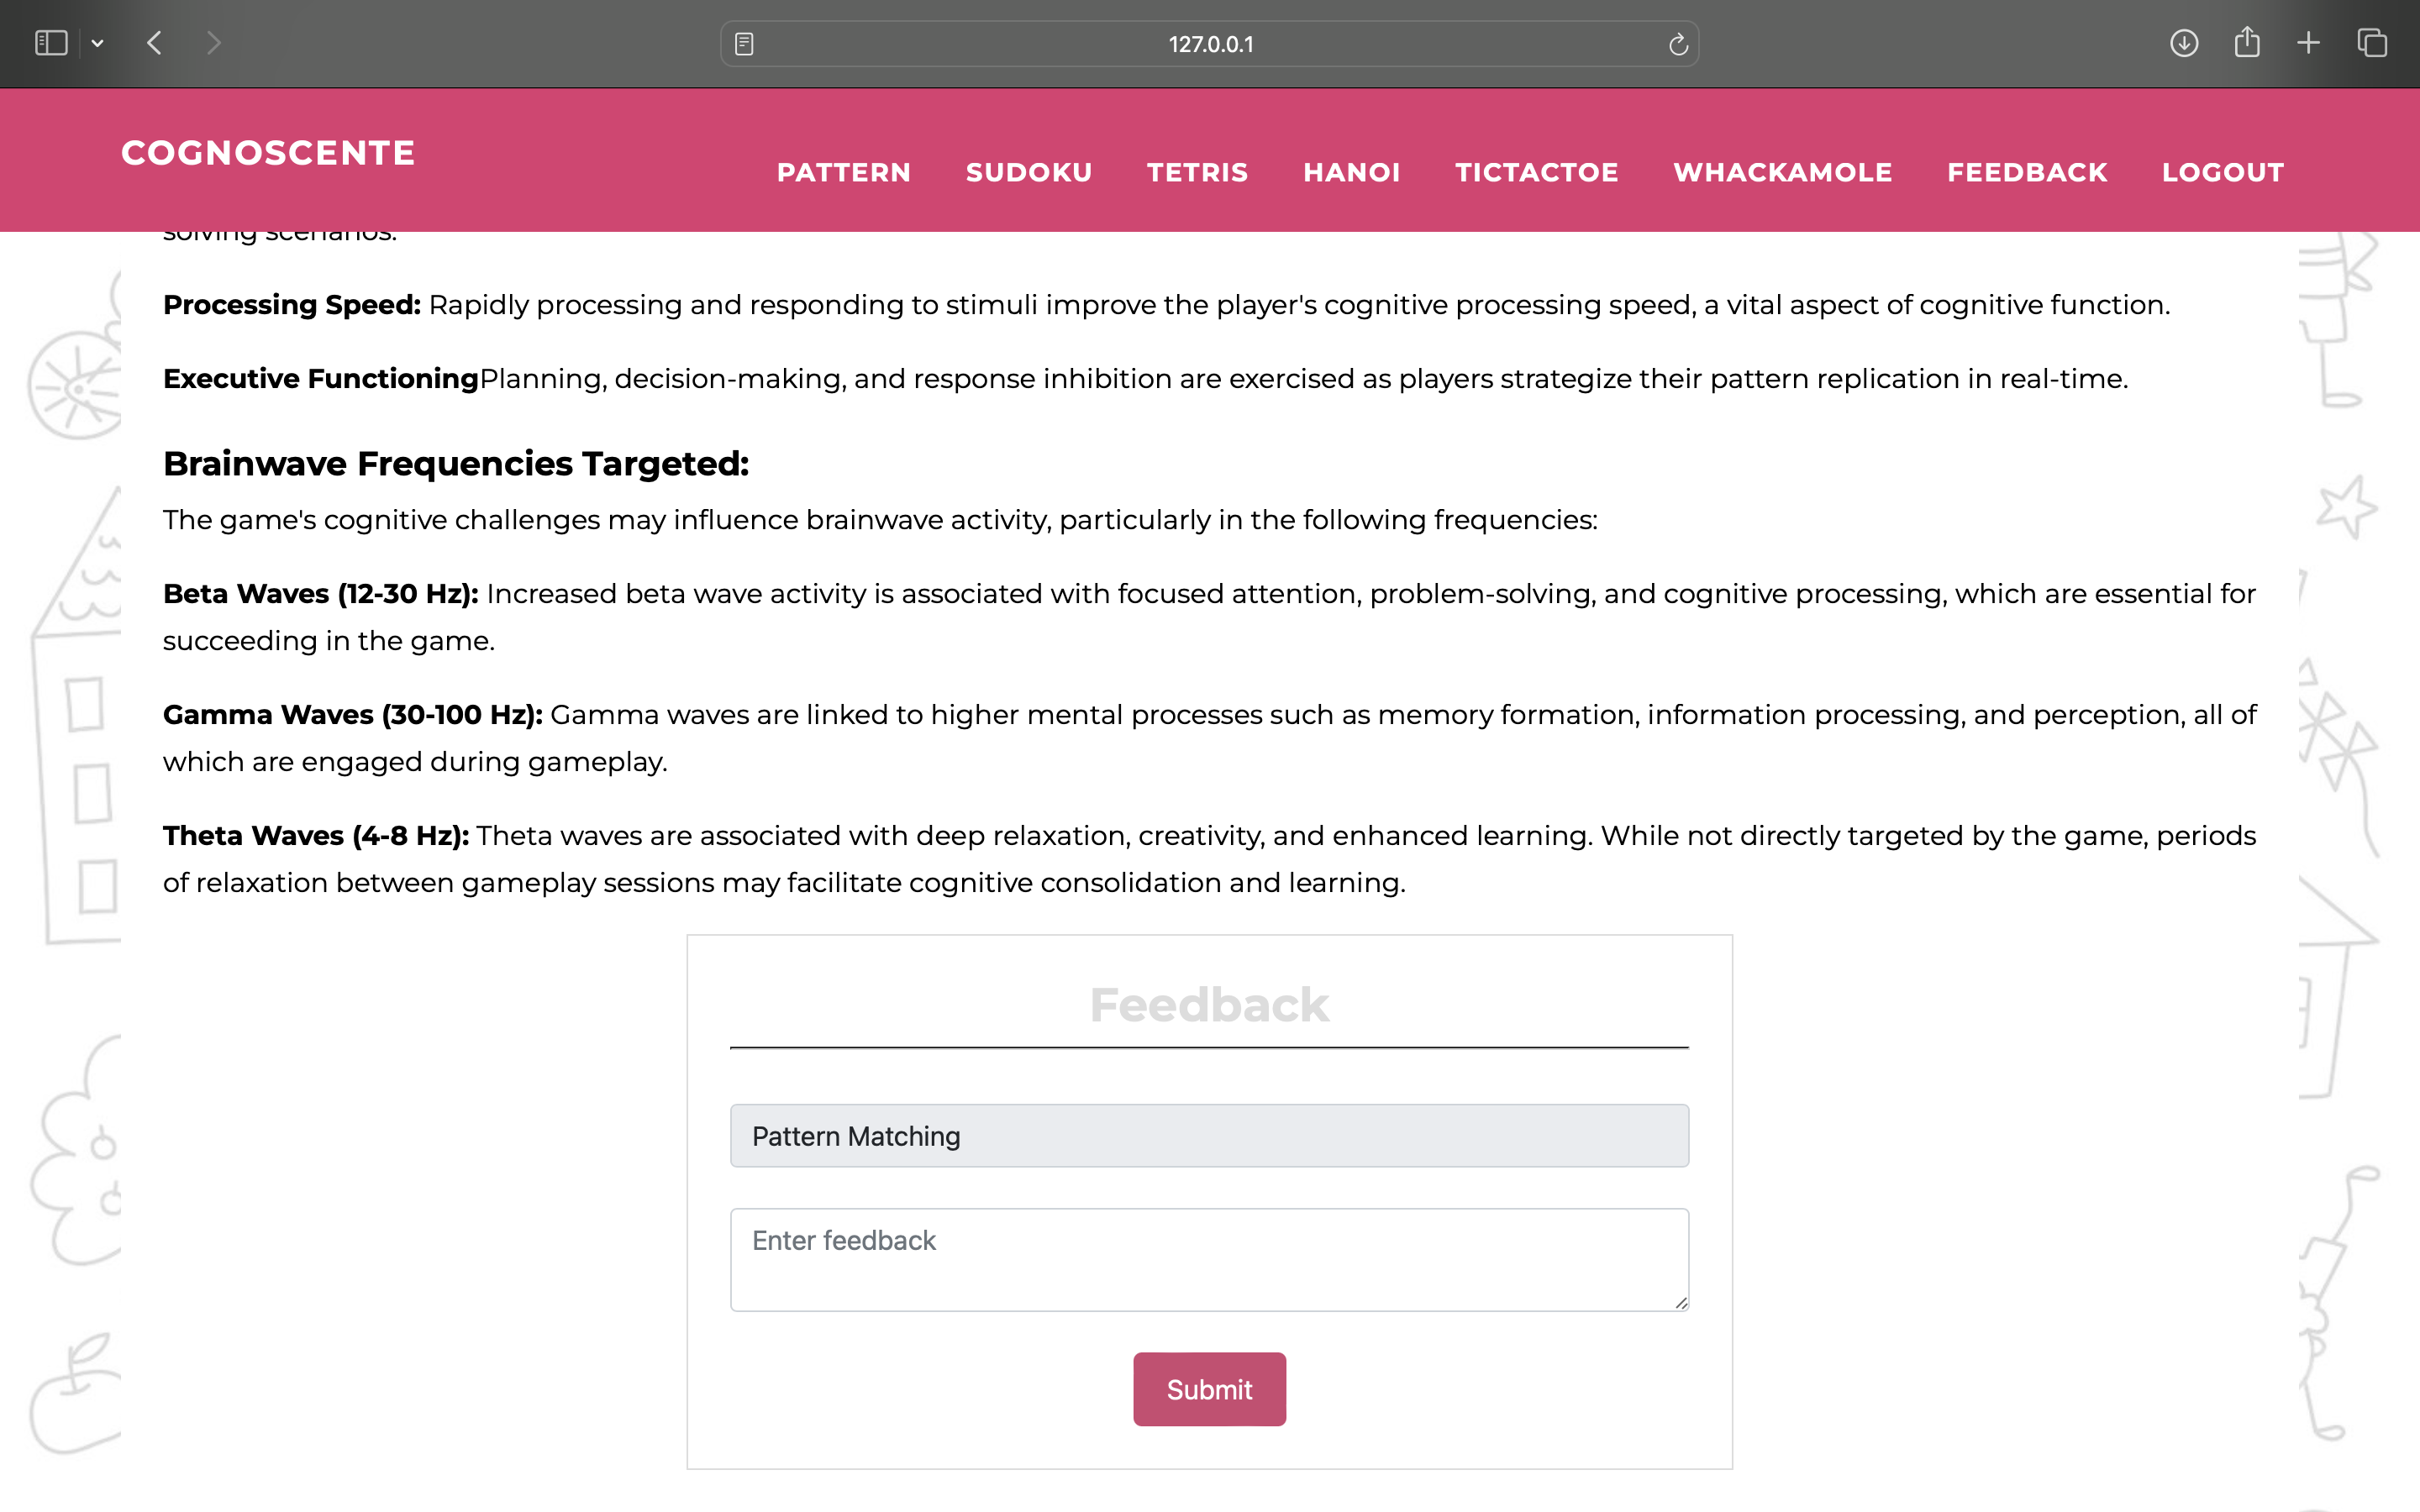 127.0.0.1
COGNOSCENTE
PATTERN SUDOKU TETRIS HANOI TICTACTOE WHACKAMOLE FEEDBACK LOGOUT
solving scenarios.
Processing Speed: Rapidly processing and responding to stimuli improve the player's cognitive processing speed, a vital aspect of cognitive function.
Executive FunctioningPlanning, decision-making, and response inhibition are exercised as players strategize their pattern replication in real-time.
Brainwave Frequencies Targeted:
The game's cognitive challenges may influence brainwave activity, particularly in the following frequencies:
Beta Waves (12-30 Hz): Increased beta wave activity is associated with focused attention, problem-solving, and cognitive processing, which are essential for
succeeding in the game.
Gamma Waves (30-100 Hz): Gamma waves are linked to higher mental processes such as memory formation, information processing, and perception, all of
which are engaged during gameplay.
Theta Waves (4-8 Hz): Theta waves are associated with deep relaxation, creativity, and enhanced learning. While not directly targeted by the game, periods
of relaxation between gameplay sessions may facilitate cognitive consolidation and learning.
Feedback
Pattern Matching
Enter feedback
Submit